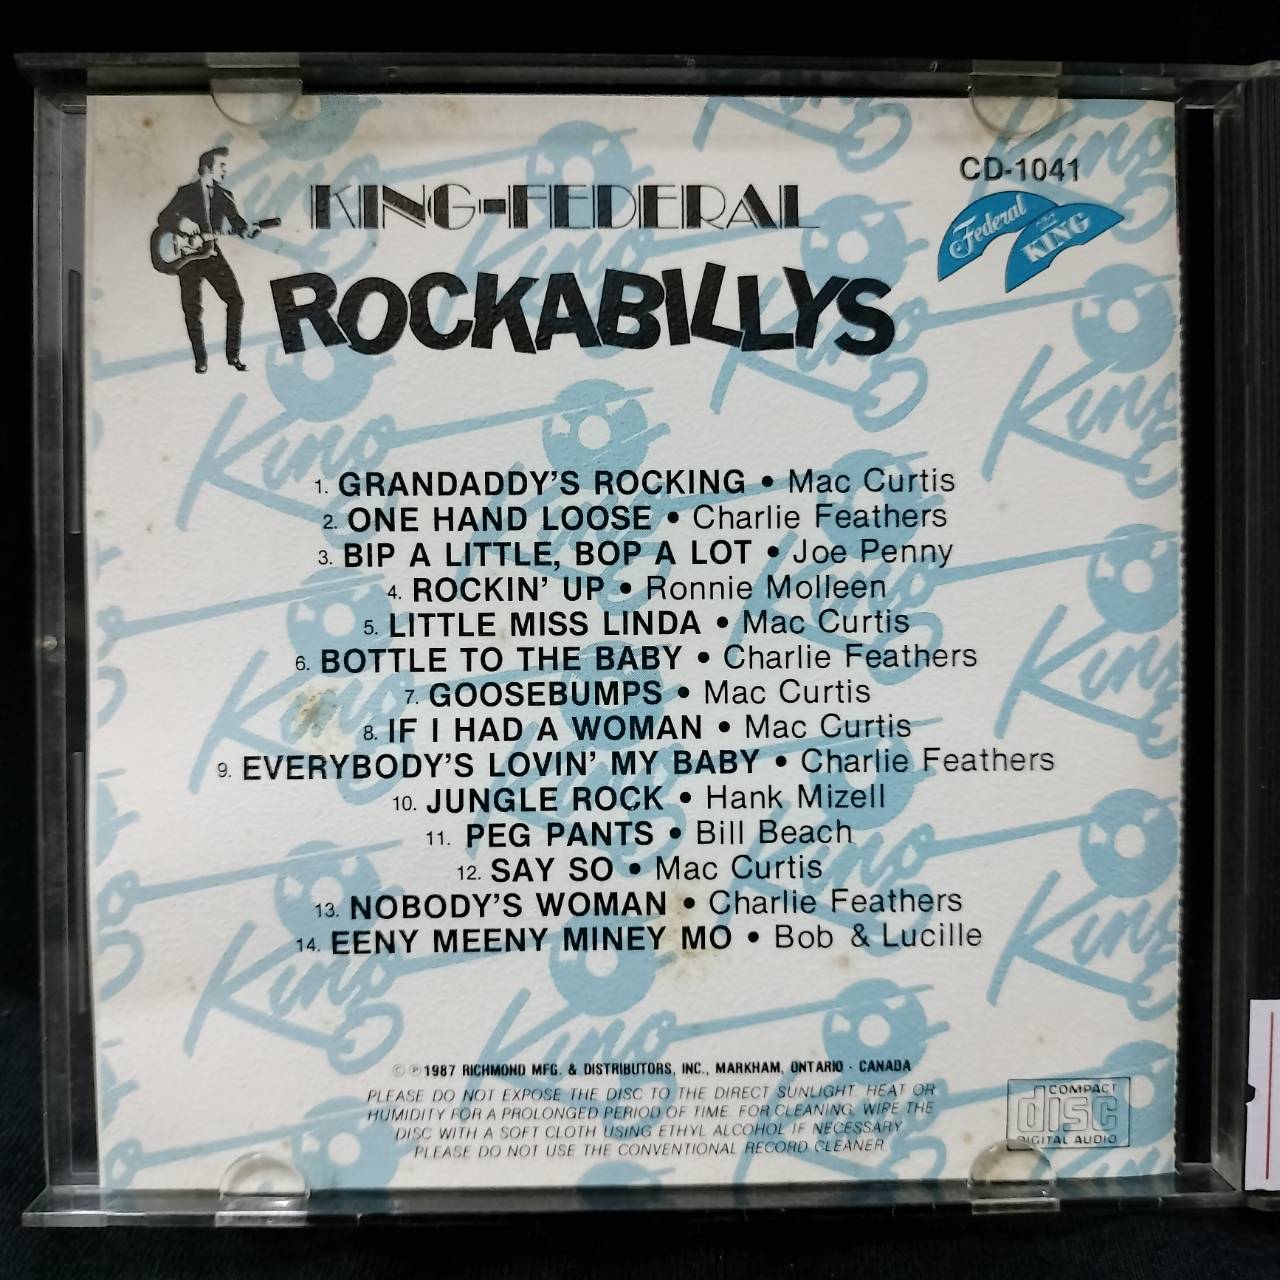 KING-FEDERAL
ROCKABILLYS
CD-1041
Federal
KING
1. GRANDADDY'S ROCKING • Mac Curtis
2. ONE HAND LOOSE • Charlie Feathers
3. BIP A LITTLE, BOP A LOT • Joe Penny
4. ROCKIN' UP • Ronnie Molleen
5. LITTLE MISS LINDA • Mac Curtis
6. BOTTLE TO THE BABY • Charlie Feathers
7. GOOSEBUMPS • Mac Curtis
8. IF I HAD A WOMAN • Mac Curtis
9. EVERYBODY'S LOVIN' MY BABY • Charlie Feathers
10. JUNGLE ROCK • Hank Mizell
11. PEG PANTS • Bill Beach
12. SAY SO • Mac Curtis
13. NOBODY'S WOMAN • Charlie Feathers
14. EENY MEENY MINEY MO • Bob & Lucille
© ℗ 1987 RICHMOND MFG. & DISTRIBUTORS, INC., MARKHAM, ONTARIO - CANADA
PLEASE DO NOT EXPOSE THE DISC TO THE DIRECT SUNLIGHT, HEAT OR
HUMIDITY FOR A PROLONGED PERIOD OF TIME. FOR CLEANING, WIPE THE
DISC WITH A SOFT CLOTH USING ETHYL ALCOHOL IF NECESSARY
PLEASE DO NOT USE THE CONVENTIONAL RECORD CLEANER
COMPACT
disc
DIGITAL AUDIO